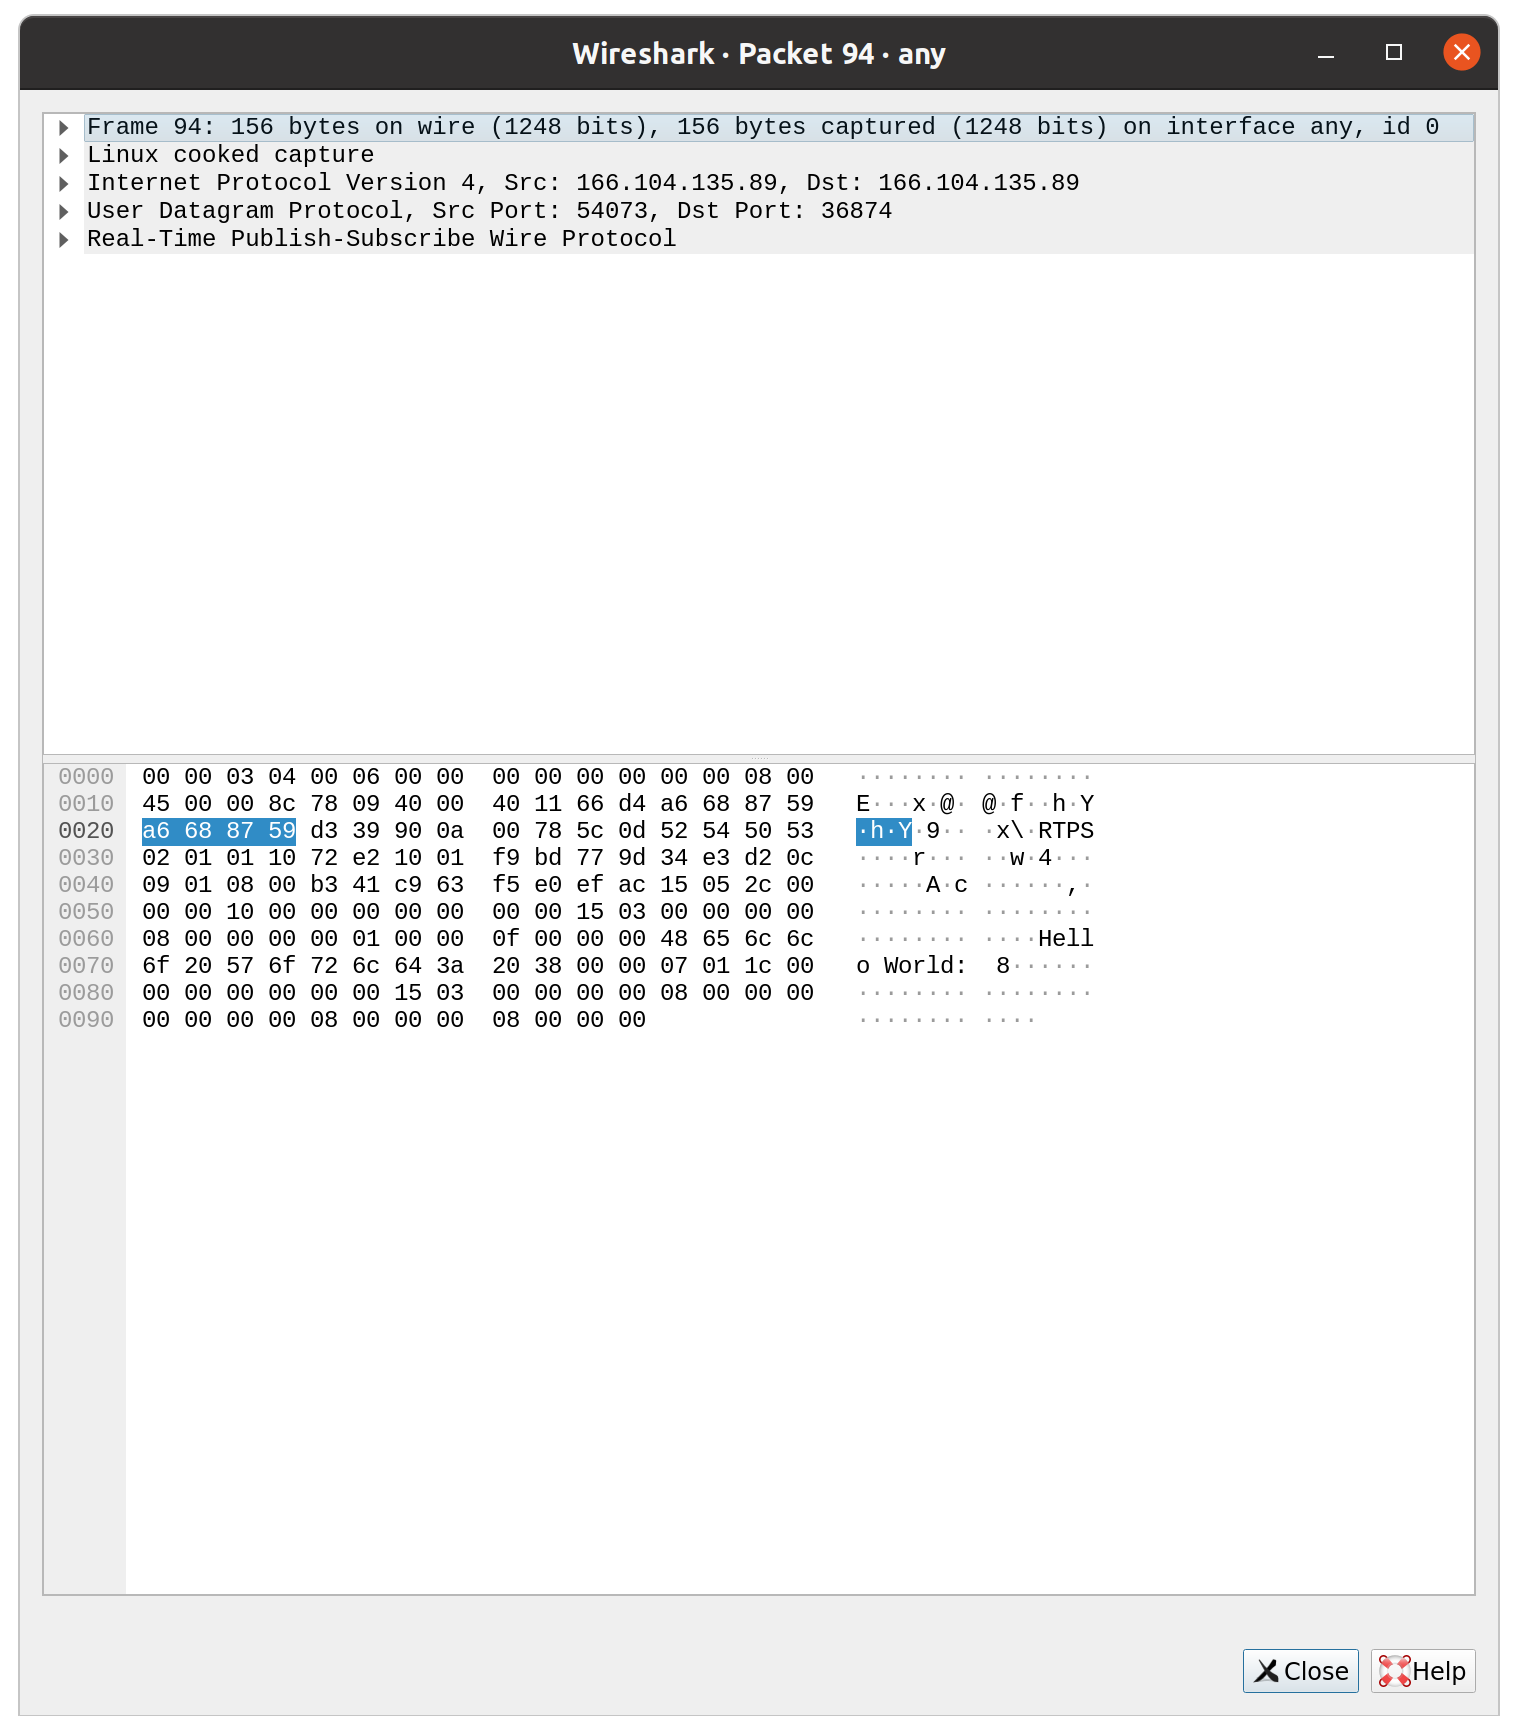 Wireshark · Packet 94 · any
Frame 94: 156 bytes on wire (1248 bits), 156 bytes captured (1248 bits) on interface any, id 0
Linux cooked capture
Internet Protocol Version 4, Src: 166.104.135.89, Dst: 166.104.135.89
User Datagram Protocol, Src Port: 54073, Dst Port: 36874
Real-Time Publish-Subscribe Wire Protocol
0000 00 00 03 04 00 06 00 00 00 00 00 00 00 00 08 00 ········ ········
0010 45 00 00 8c 78 09 40 00 40 11 66 d4 a6 68 87 59 E···x·@· @·f··h·Y
0020 a6 68 87 59 d3 39 90 0a 00 78 5c 0d 52 54 50 53 ·h·Y·9·· ·x\·RTPS
0030 02 01 01 10 72 e2 10 01 f9 bd 77 9d 34 e3 d2 0c ····r··· ··w·4···
0040 09 01 08 00 b3 41 c9 63 f5 e0 ef ac 15 05 2c 00 ·····A·c ······,·
0050 00 00 10 00 00 00 00 00 00 00 15 03 00 00 00 00 ········ ········
0060 08 00 00 00 00 01 00 00 0f 00 00 00 48 65 6c 6c ········ ····Hell
0070 6f 20 57 6f 72 6c 64 3a 20 38 00 00 07 01 1c 00 o World:  8······
0080 00 00 00 00 00 00 15 03 00 00 00 00 08 00 00 00 ········ ········
0090 00 00 00 00 08 00 00 00 08 00 00 00 ········ ····
Close Help